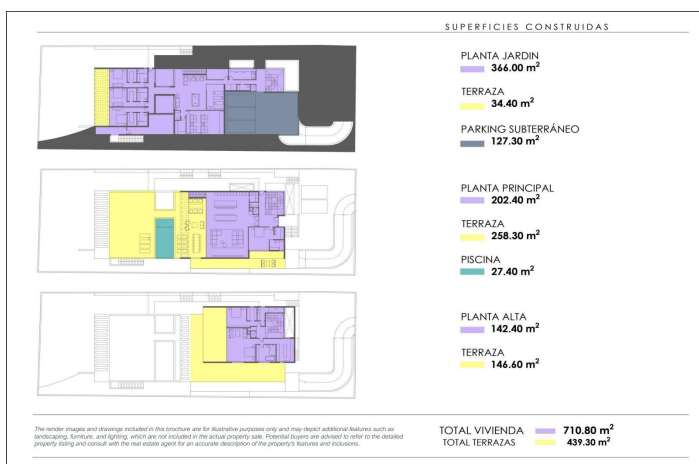 SUPERFICIES CONSTRUIDAS
PLANTA JARDIN
366.00 m²
TERRAZA
34.40 m²
PARKING SUBTERRÁNEO
127.30 m²
PLANTA PRINCIPAL
202.40 m²
TERRAZA
258.30 m²
PISCINA
27.40 m²
PLANTA ALTA
142.40 m²
TERRAZA
146.60 m²
The render images and drawings included in this brochure are for illustrative purposes only and may depict additional features such as
landscaping, furniture, and lighting, which are not included in the actual property sale. Potential buyers are advised to refer to the detailed
property listing and consult with the real estate agent for an accurate description of the property's features and inclusions.
TOTAL VIVIENDA 710.80 m²
TOTAL TERRAZAS 439.30 m²